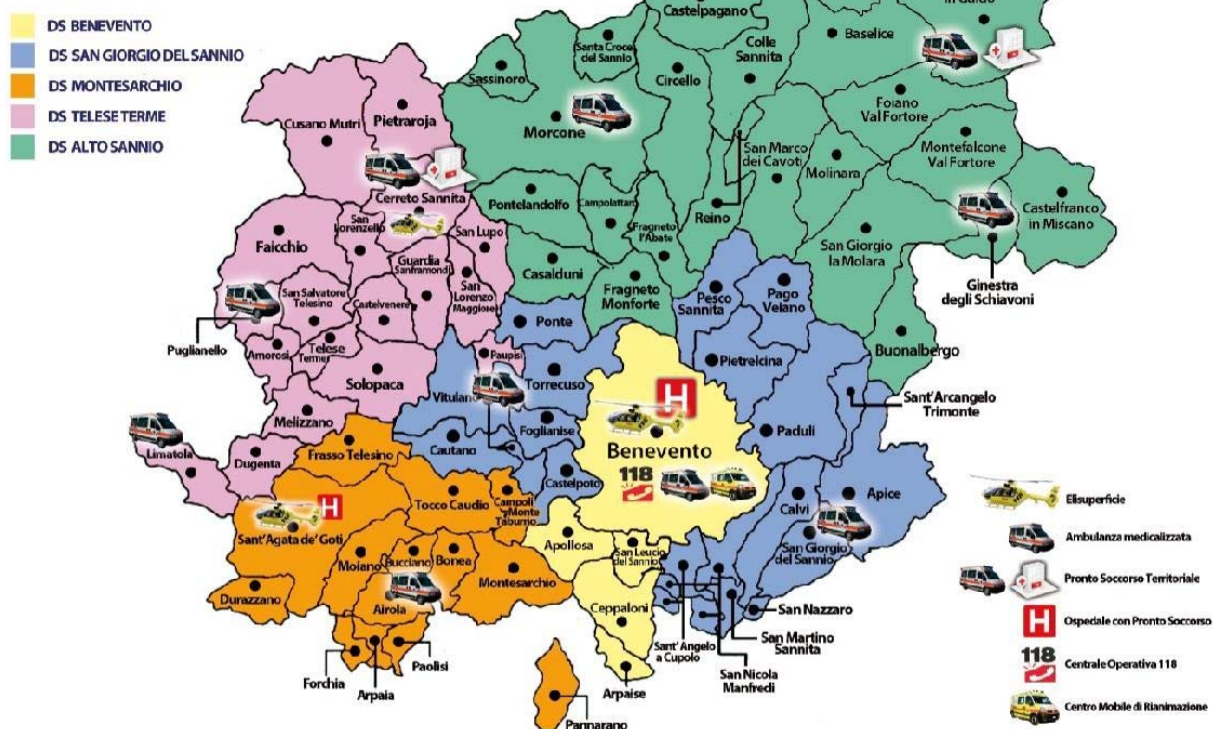 DS BENEVENTO
DS SAN GIORGIO DEL SANNIO
DS MONTESARCHIO
DS TELESE TERME
DS ALTO SANNIO
Castelpagano
in Galdo
Santa Croce
del Sannio
Colle
Sannita
Baselice
Sassinoro
Circello
Foiano
Val Fortore
Cusano Mutri
Pietraroja
Morcone
San Marco
dei Cavoti
Montefalcone
Val Fortore
Molinara
Cerreto Sannita
Pontelandolfo
Campolattaro
Reino
Castelfranco
in Miscano
San
Lorenzello
San Lupo
Fragneto
l'Abate
Faicchio
San Giorgio
la Molara
Guardia
Sanframondi
Casalduni
Ginestra
degli Schiavoni
San Salvatore
Telesino
Castelvenere
San
Lorenzo
Maggiore
Fragneto
Monforte
Pesco
Sannita
Pago
Veiano
Ponte
Puglianello
Amorosi
Telese
Terme
Paupisi
Pietrelcina
Buonalbergo
Solopaca
Vitulano
Torrecuso
Sant'Arcangelo
Trimonte
Melizzano
Foglianise
Paduli
Limatola
Dugenta
Frasso Telesino
Cautano
Benevento
118
Castelpoto
Tocco Caudio
Campoli
Monte
Taburno
Calvi
Apice
Elisuperficie
Sant'Agata de' Goti
Apollosa
San Leucio
del Sannio
San Giorgio
del Sannio
Ambulanza medicalizzata
Moiano
Bucciano
Bonea
Montesarchio
Pronto Soccorso Territoriale
Durazzano
Airola
Ceppaloni
San Nazzaro
H Ospedale con Pronto Soccorso
San Martino
Sannita
Sant' Angelo
a Cupolo
San Nicola
Manfredi
Paolisi
Forchia
Arpaia
Arpaise
118 Centrale Operativa 118
Pannarano
Centro Mobile di Rianimazione
H
H